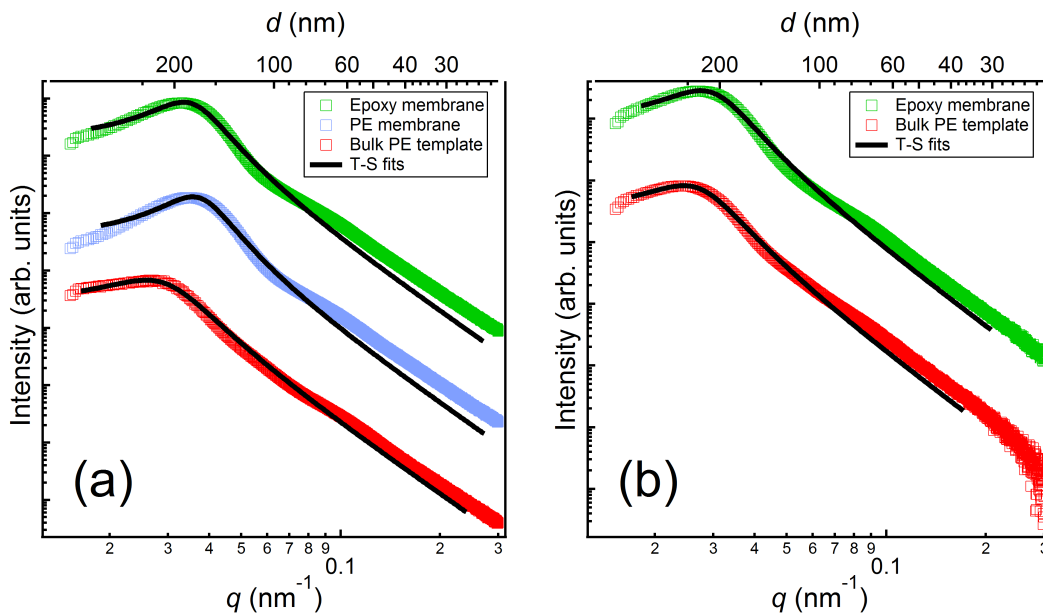 d (nm)
200 100 60 40 30
Epoxy membrane
PE membrane
Bulk PE template
T-S fits
Intensity (arb. units)
(a)
2 3 4 5 6 7 8 9 2 3
0.1
q (nm⁻¹)
d (nm)
200 100 60 40 30
Epoxy membrane
Bulk PE template
T-S fits
Intensity (arb. units)
(b)
2 3 4 5 6 7 8 9 2 3
0.1
q (nm⁻¹)